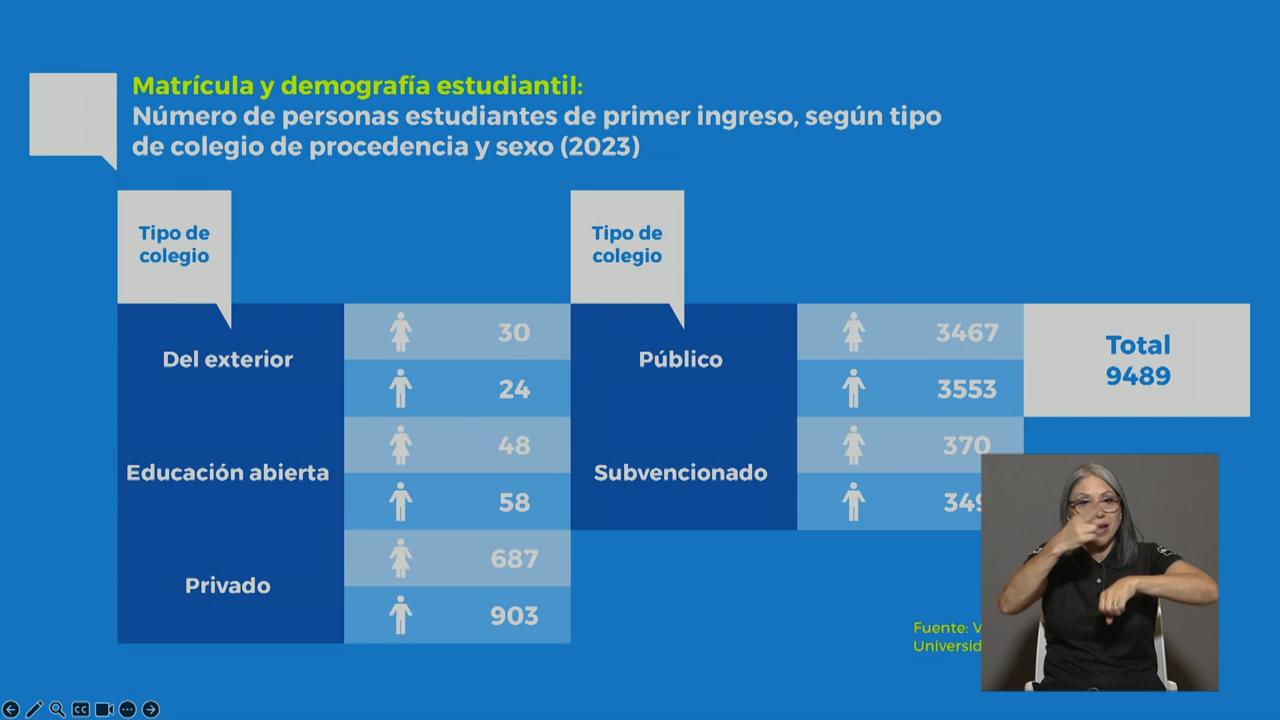 Matrícula y demografía estudiantil:
Número de personas estudiantes de primer ingreso, según tipo
de colegio de procedencia y sexo (2023)
Tipo de
colegio
Del exterior
30
24
Educación abierta
48
58
Privado
687
903
Tipo de
colegio
Público
3467
3553
Subvencionado
370
Total
9489
Fuente:
CC